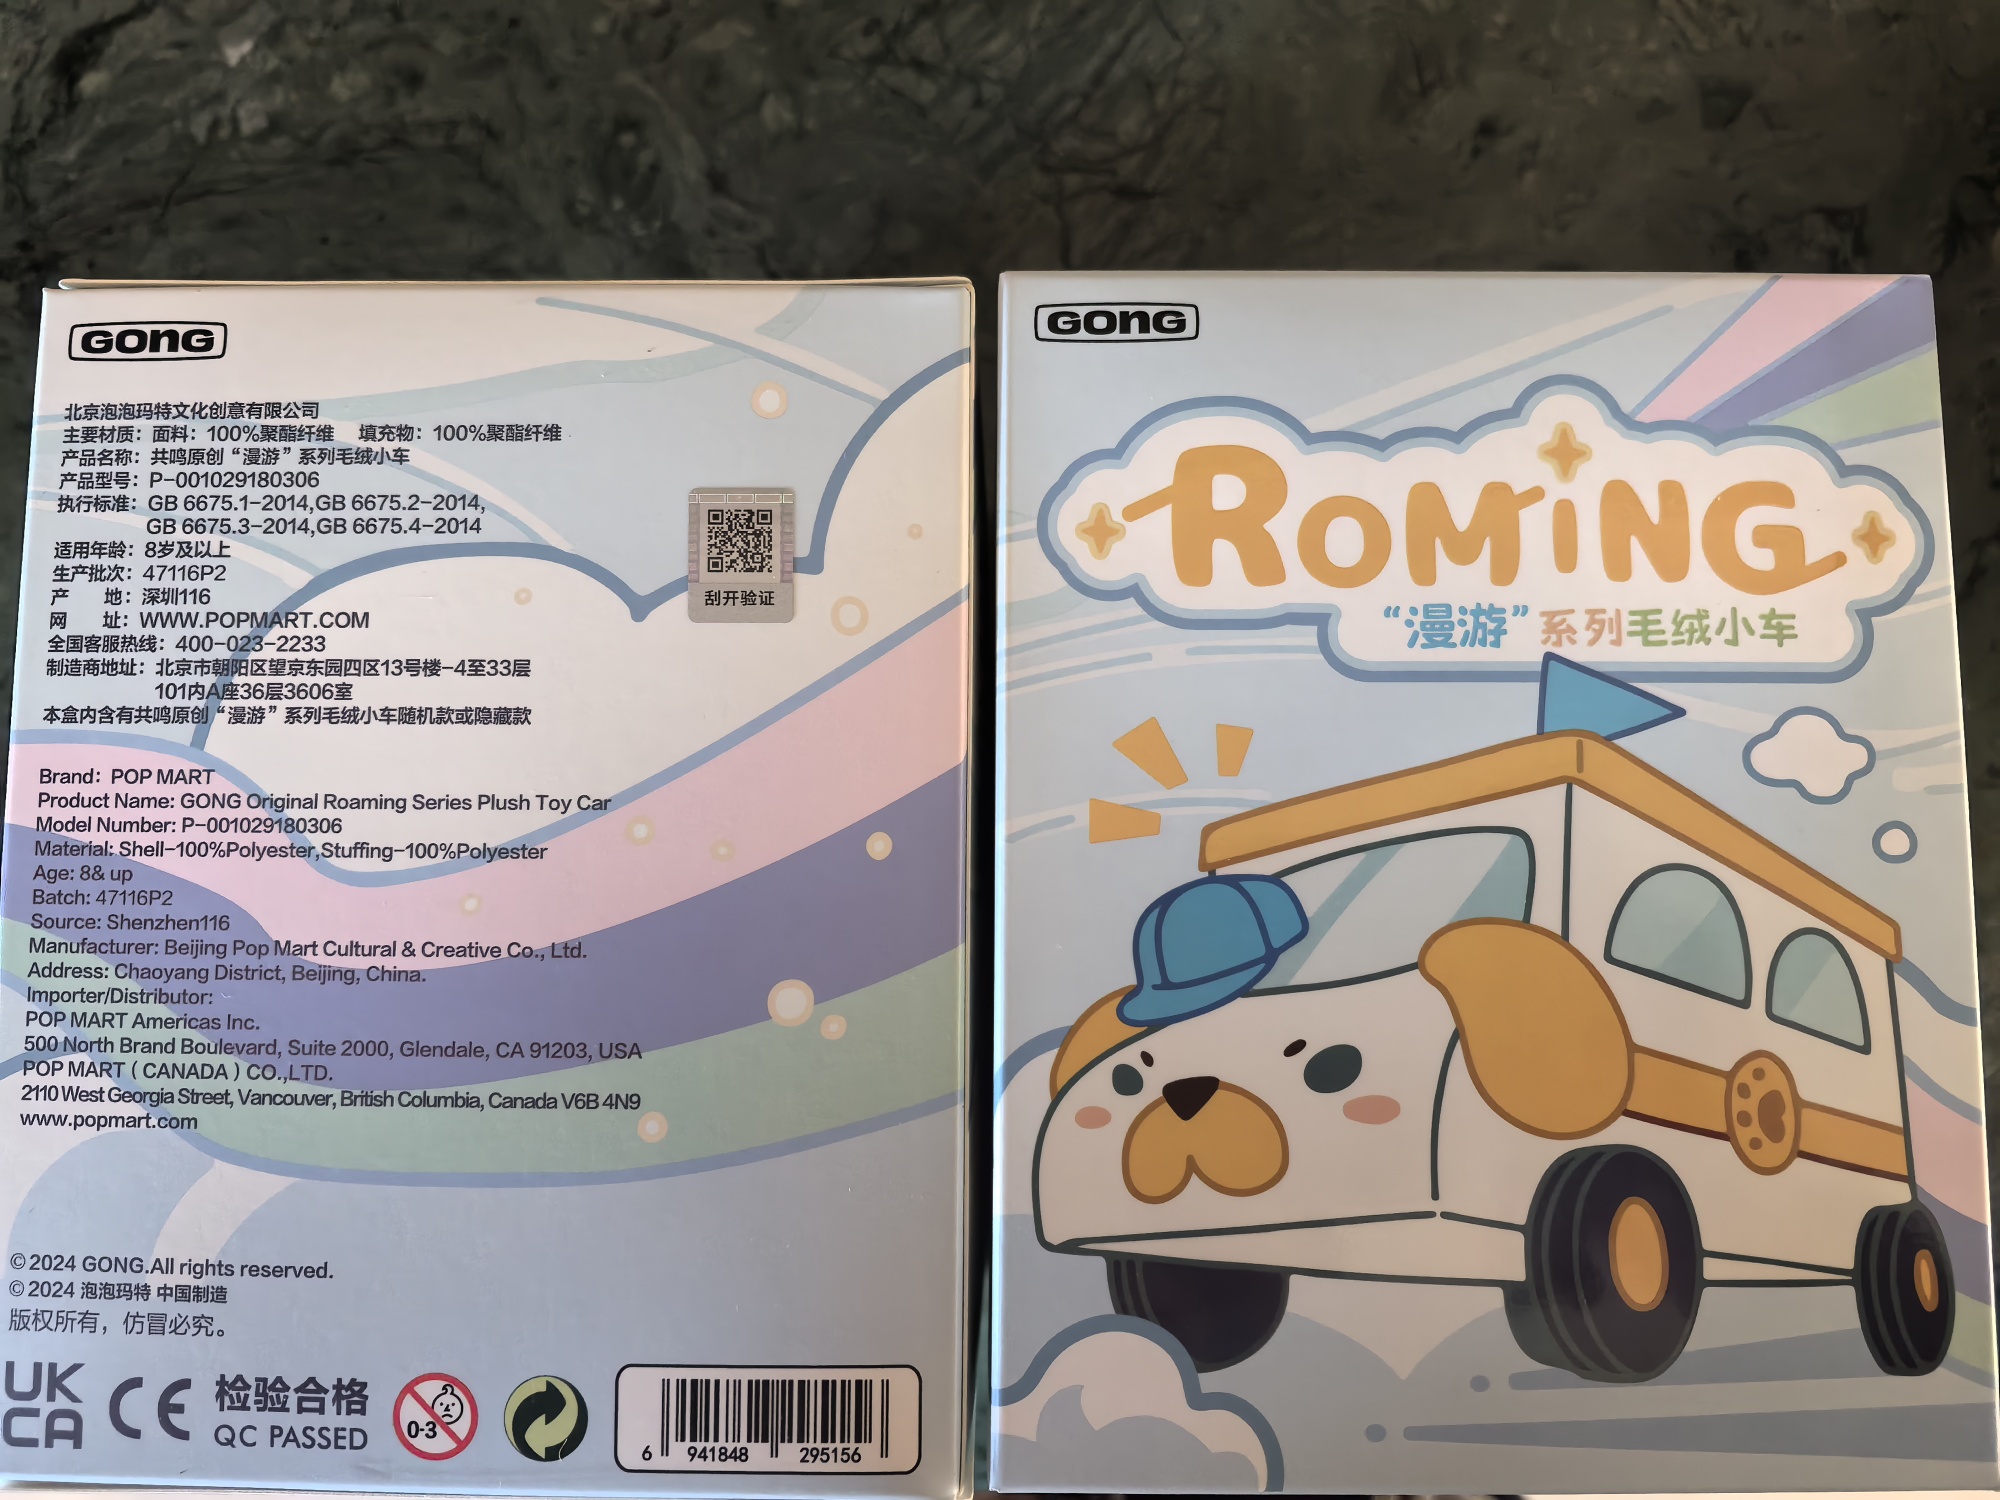 GONG
北京泡泡玛特文化创意有限公司
主要材质：面料：100%聚酯纤维 填充物：100%聚酯纤维
产品名称：共鸣原创“漫游”系列毛绒小车
产品型号：P-001029180306
执行标准：GB 6675.1-2014,GB 6675.2-2014,
GB 6675.3-2014,GB 6675.4-2014
适用年龄：8岁及以上
生产批次：47116P2
产 地：深圳116
网 址：WWW.POPMART.COM
全国客服热线：400-023-2233
制造商地址：北京市朝阳区望京东园四区13号楼-4至33层
101内A座36层3606室
本盒内含有共鸣原创“漫游”系列毛绒小车随机款或隐藏款
刮开验证
Brand: POP MART
Product Name: GONG Original Roaming Series Plush Toy Car
Model Number: P-001029180306
Material: Shell-100%Polyester,Stuffing-100%Polyester
Age: 8& up
Batch: 47116P2
Source: Shenzhen116
Manufacturer: Beijing Pop Mart Cultural & Creative Co., Ltd.
Address: Chaoyang District, Beijing, China.
Importer/Distributor:
POP MART Americas Inc.
500 North Brand Boulevard, Suite 2000, Glendale, CA 91203, USA
POP MART ( CANADA ) CO.,LTD.
2110 West Georgia Street, Vancouver, British Columbia, Canada V6B 4N9
www.popmart.com
©2024 GONG.All rights reserved.
©2024 泡泡玛特 中国制造
版权所有，仿冒必究。
UK
CA
CE
检验合格
QC PASSED
0-3
6 941848 295156
GONG
ROMiNG
“漫游”系列毛绒小车